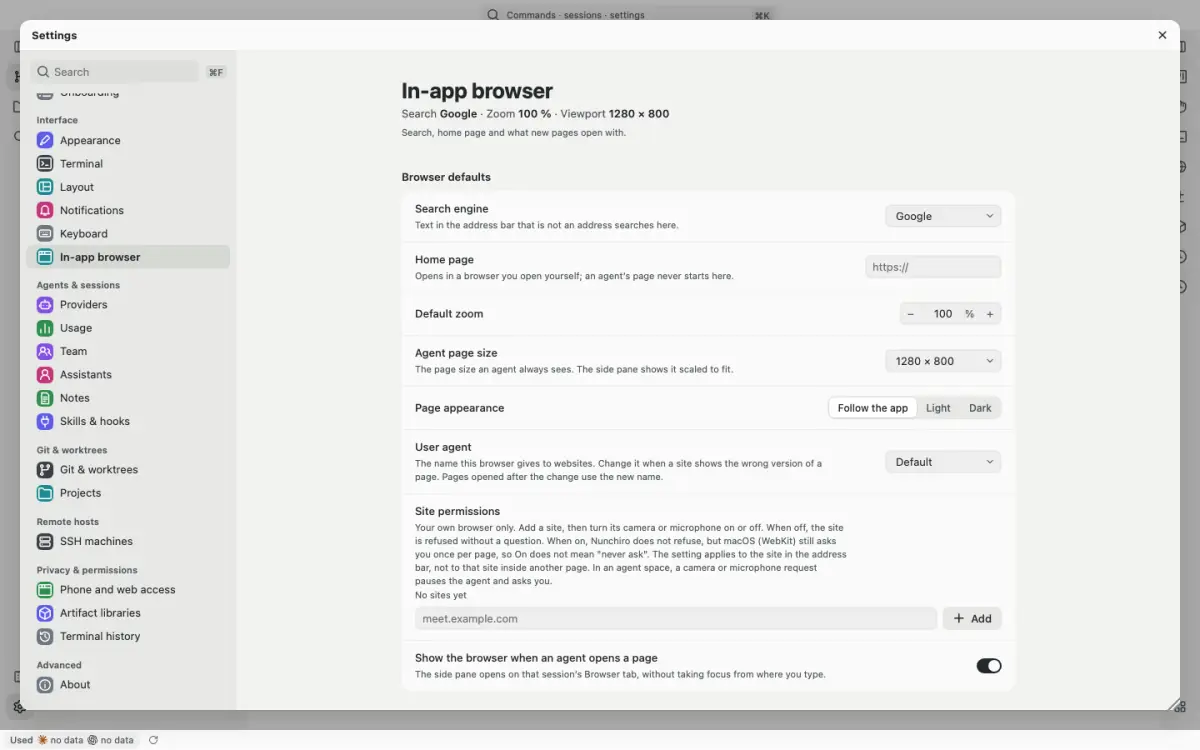 Commands · sessions · settings ⌘K
Settings
Search ⌘F
Onboarding
Interface
Appearance
Terminal
Layout
Notifications
Keyboard
In-app browser
Agents & sessions
Providers
Usage
Team
Assistants
Notes
Skills & hooks
Git & worktrees
Git & worktrees
Projects
Remote hosts
SSH machines
Privacy & permissions
Phone and web access
Artifact libraries
Terminal history
Advanced
About
In-app browser
Search Google · Zoom 100 % · Viewport 1280 × 800
Search, home page and what new pages open with.
Browser defaults
Search engine
Text in the address bar that is not an address searches here.
Google
Home page
Opens in a browser you open yourself; an agent's page never starts here.
https://
Default zoom
− 100 % +
Agent page size
The page size an agent always sees. The side pane shows it scaled to fit.
1280 × 800
Page appearance
Follow the app Light Dark
User agent
The name this browser gives to websites. Change it when a site shows the wrong version of a
page. Pages opened after the change use the new name.
Default
Site permissions
Your own browser only. Add a site, then turn its camera or microphone on or off. When off, the site
is refused without a question. When on, Nunchiro does not refuse, but macOS (WebKit) still asks
you once per page, so On does not mean "never ask". The setting applies to the site in the address
bar, not to that site inside another page. In an agent space, a camera or microphone request
pauses the agent and asks you.
No sites yet
meet.example.com
+ Add
Show the browser when an agent opens a page
The side pane opens on that session's Browser tab, without taking focus from where you type.
Used no data no data